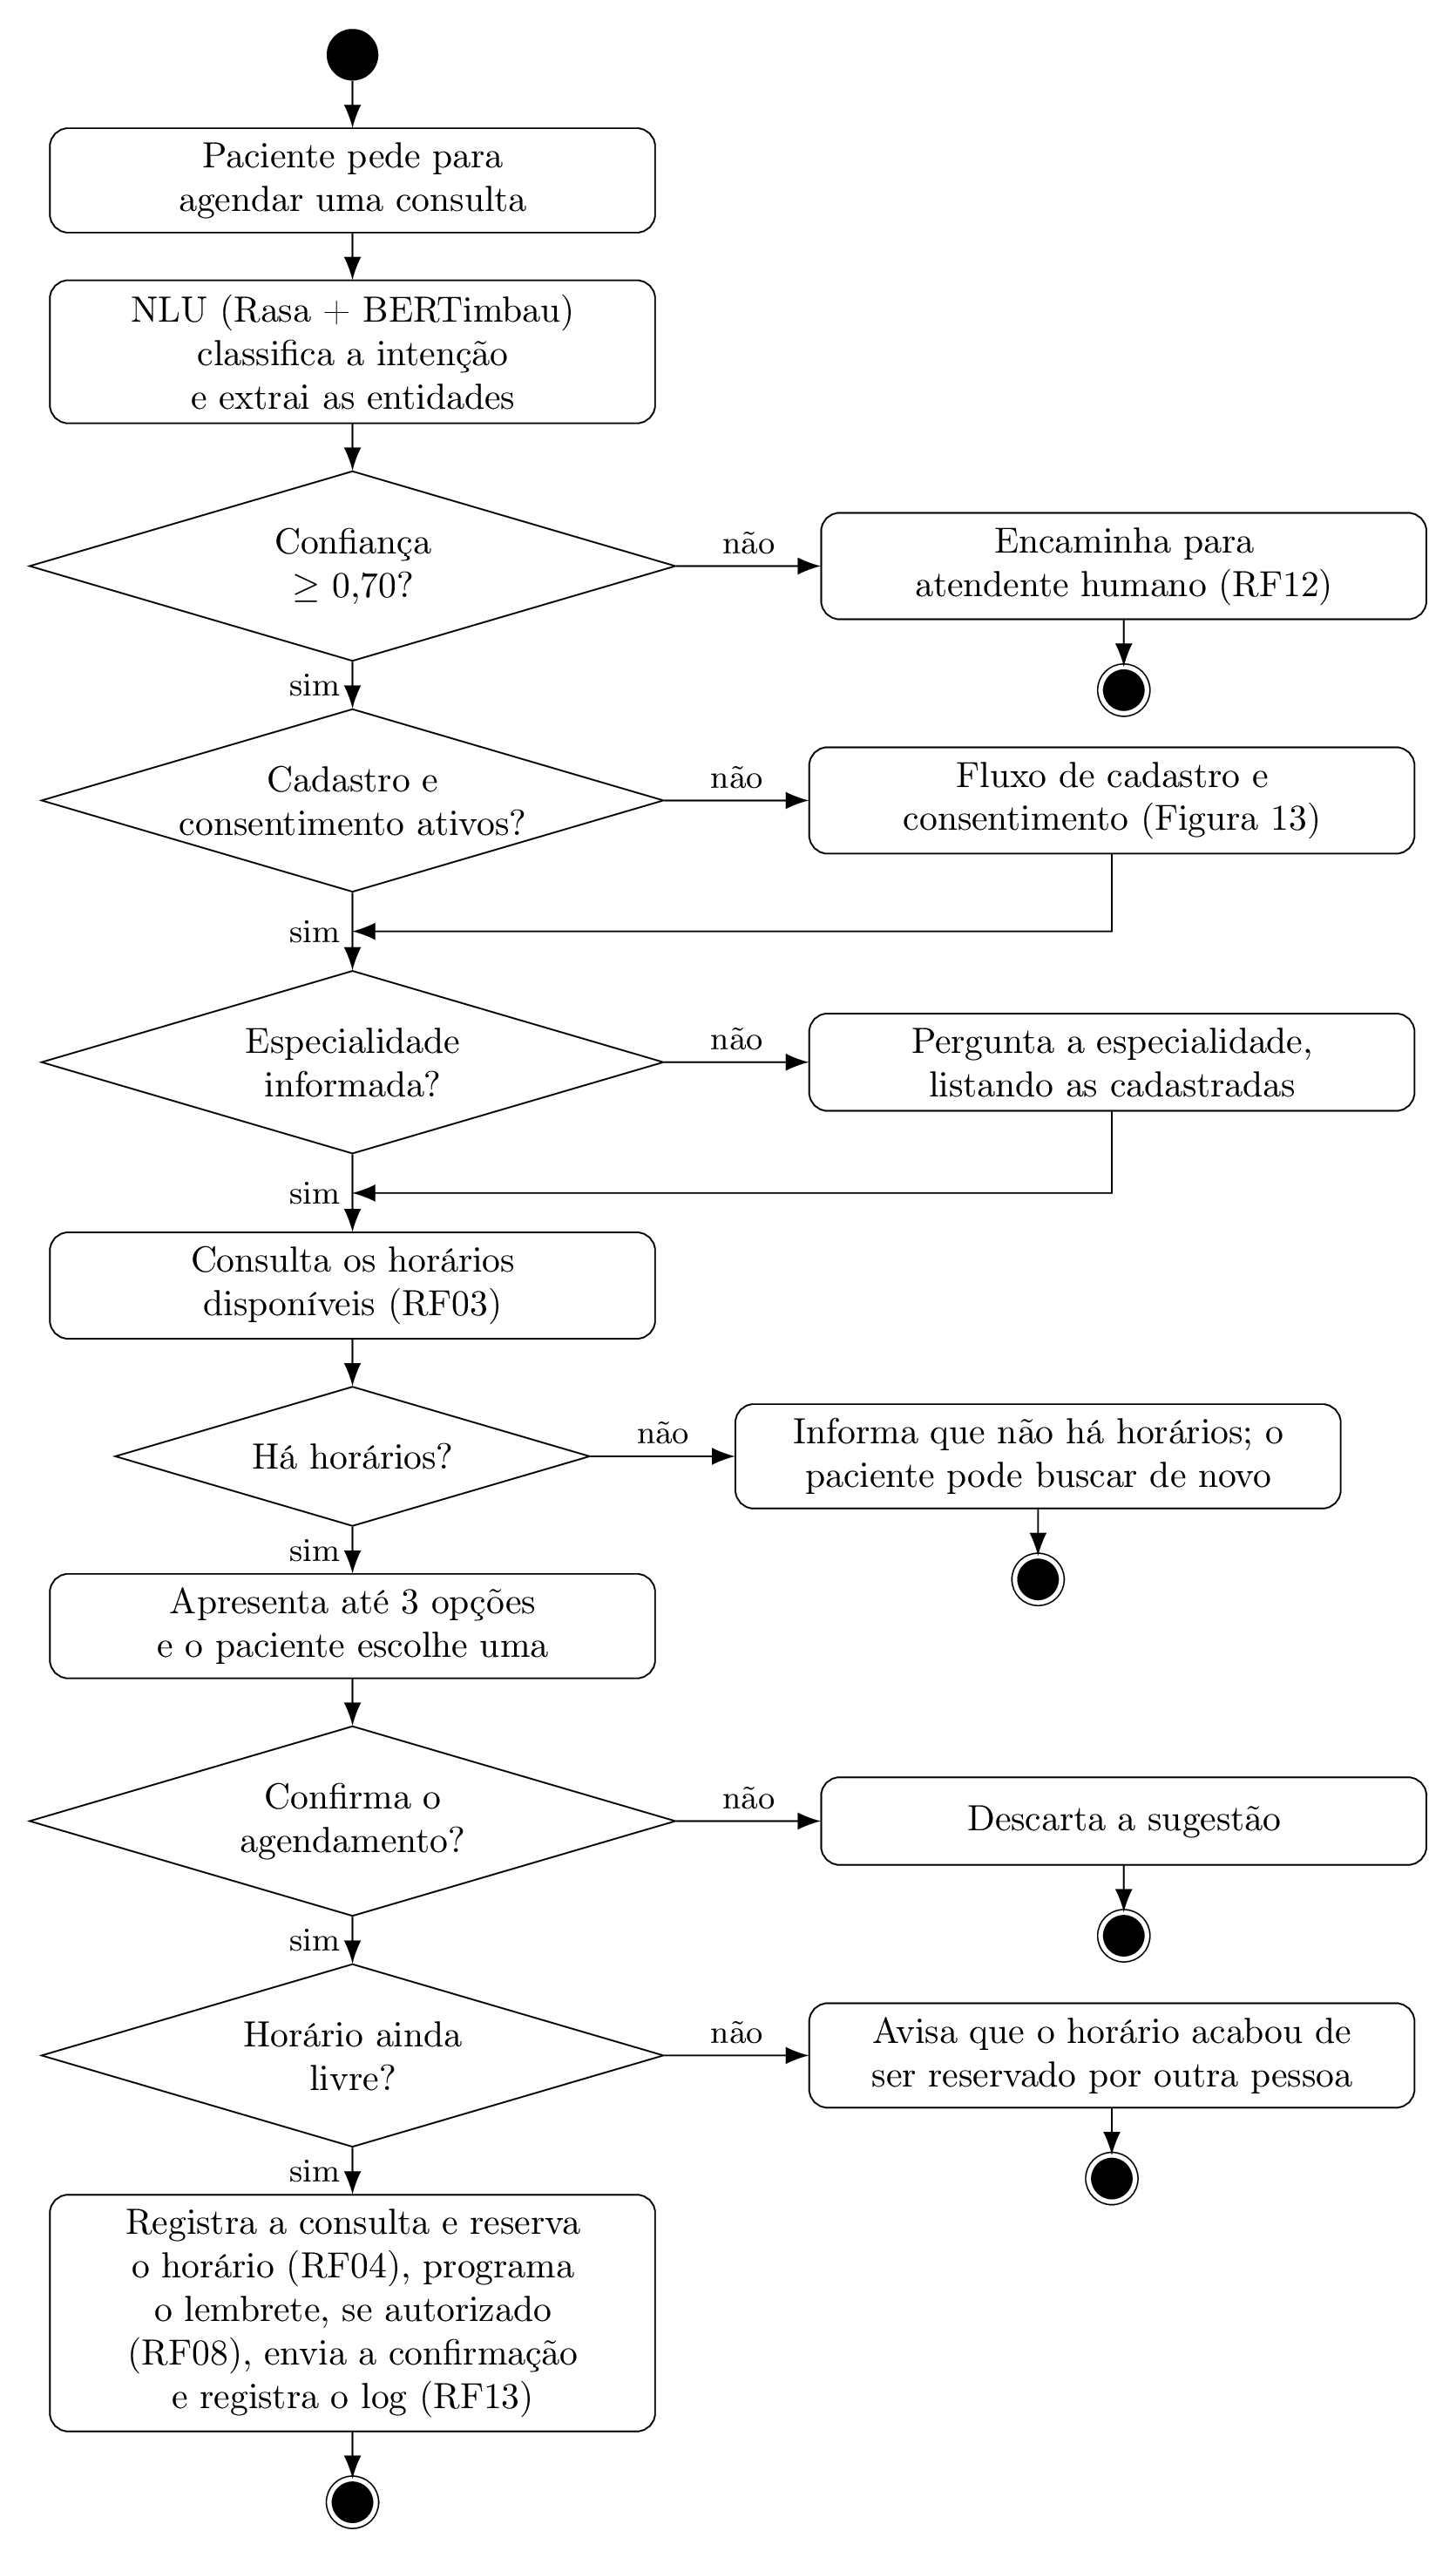 Paciente pede para
agendar uma consulta
NLU (Rasa + BERTimbau)
classifica a intenção
e extrai as entidades
Confiança
≥ 0,70?
não
Encaminha para
atendente humano (RF12)
sim
Cadastro e
consentimento ativos?
não
Fluxo de cadastro e
consentimento (Figura 13)
sim
Especialidade
informada?
não
Pergunta a especialidade,
listando as cadastradas
sim
Consulta os horários
disponíveis (RF03)
Há horários?
não
Informa que não há horários; o
paciente pode buscar de novo
sim
Apresenta até 3 opções
e o paciente escolhe uma
Confirma o
agendamento?
não
Descarta a sugestão
sim
Horário ainda
livre?
não
Avisa que o horário acabou de
ser reservado por outra pessoa
sim
Registra a consulta e reserva
o horário (RF04), programa
o lembrete, se autorizado
(RF08), envia a confirmação
e registra o log (RF13)